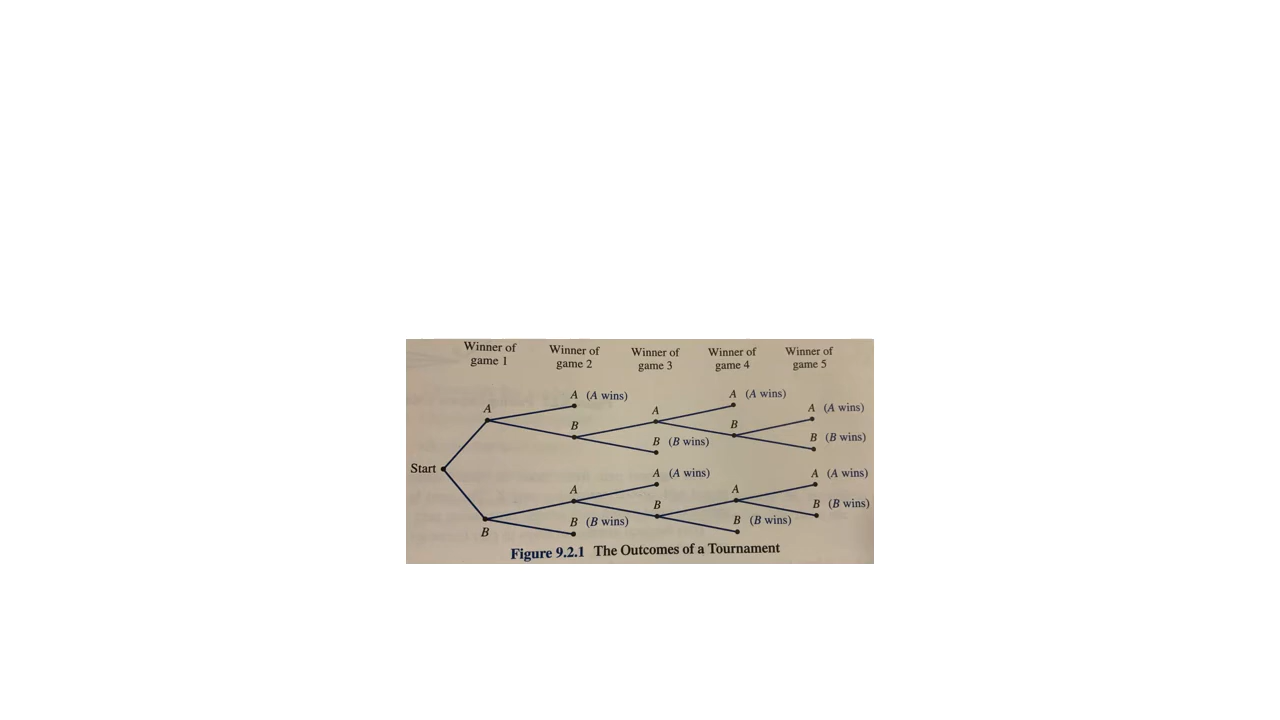 Winner of Winner of Winner of Winner of Winner of
game 1 game 2 game 3 game 4 game 5
A (A wins) A (A wins)
A A A (A wins)
B B
B (B wins) B (B wins)
Start
A (A wins) A (A wins)
A A
B B (B wins)
B (B wins) B (B wins)
B
Figure 9.2.1 The Outcomes of a Tournament